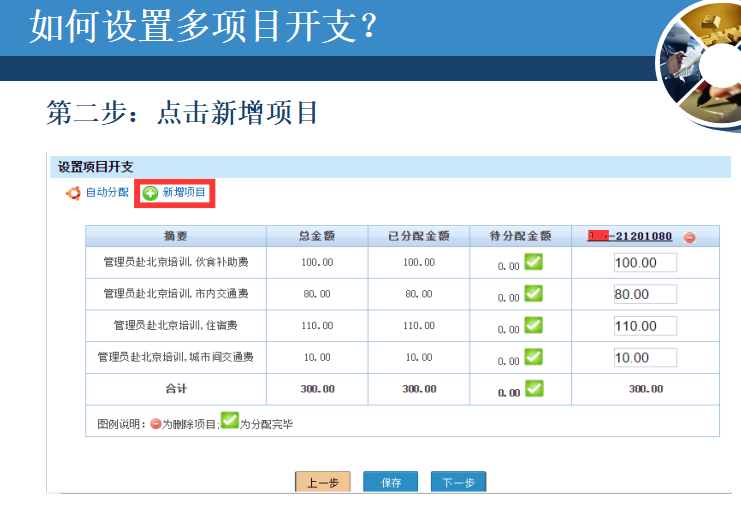 如何设置多项目开支？
第二步：点击新增项目
设置项目开支
自动分配 新增项目
摘要 总金额 已分配金额 待分配金额 -21201080
管理员赴北京培训,伙食补助费 100.00 100.00 0.00 100.00
管理员赴北京培训,市内交通费 80.00 80.00 0.00 80.00
管理员赴北京培训,住宿费 110.00 110.00 0.00 110.00
管理员赴北京培训,城市间交通费 10.00 10.00 0.00 10.00
合计 300.00 300.00 0.00 300.00
图例说明：为删除项目;为分配完毕
上一步 保存 下一步